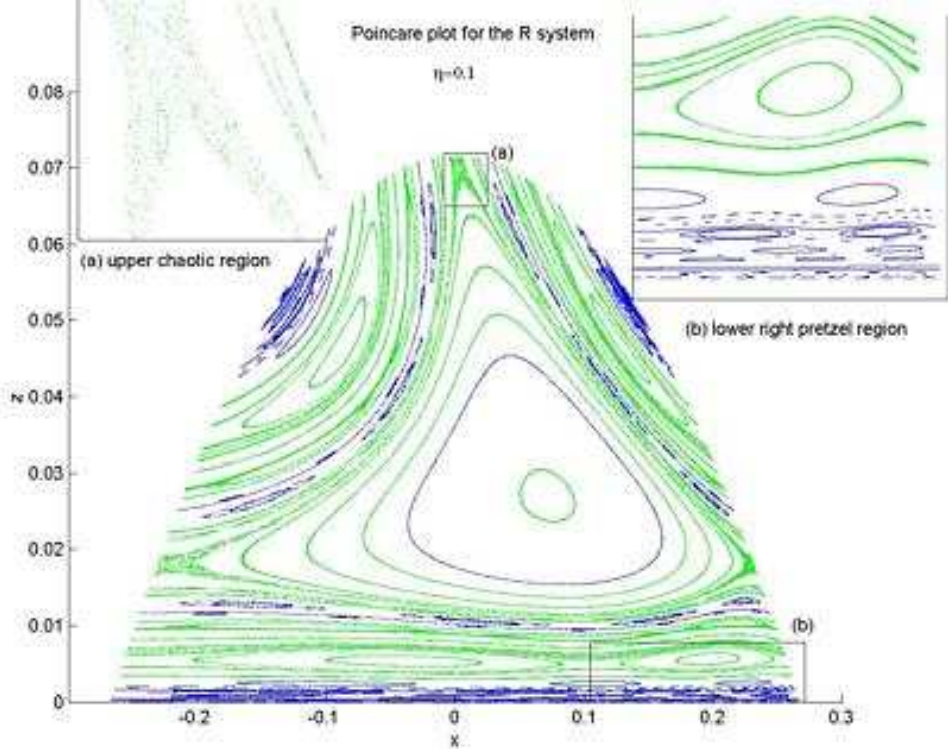 Poincare plot for the R system
η=0.1
(a) upper chaotic region
(b) lower right pretzel region
(a)
(b)
z
0.08
0.07
0.06
0.05
0.04
0.03
0.02
0.01
0
-0.2
-0.1
0
0.1
0.2
0.3
x